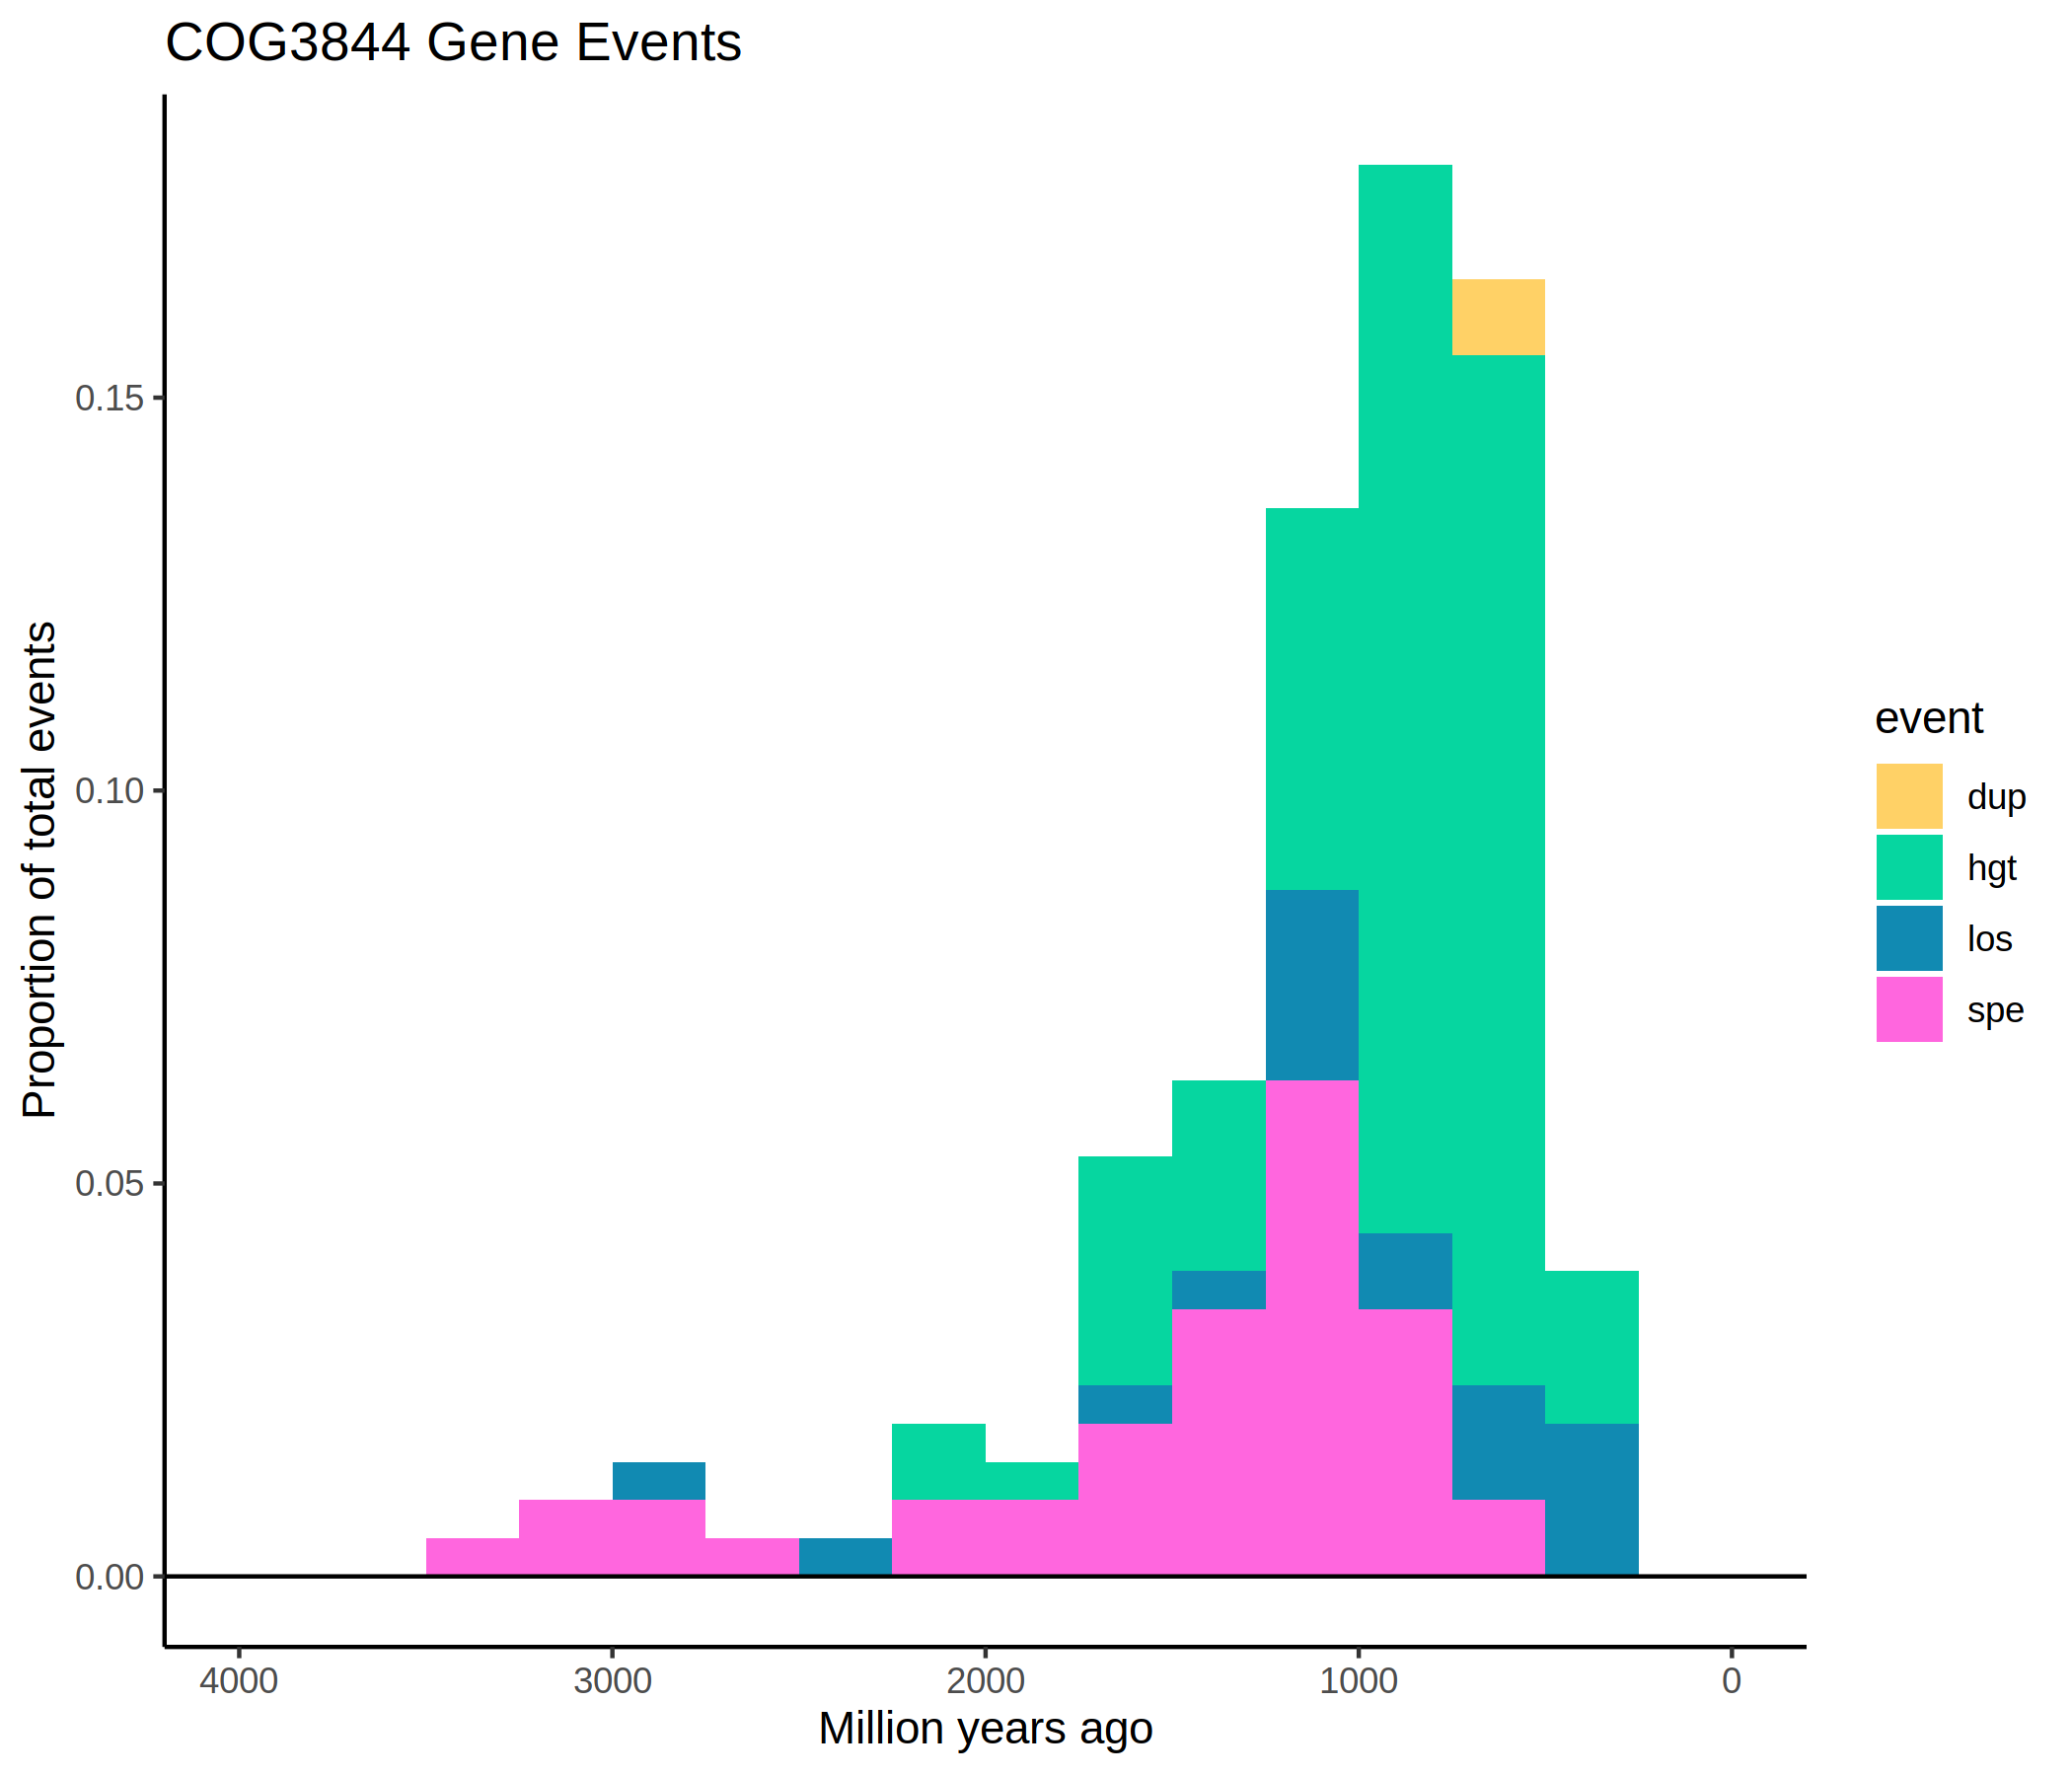 COG3844 Gene Events
Proportion of total events
0.15
0.10
0.05
0.00
4000 3000 2000 1000 0
Million years ago
event
dup
hgt
los
spe